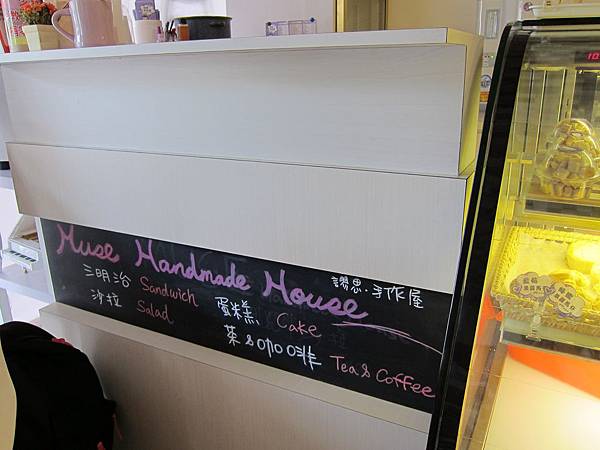 Muse Handmade House
謬思·手作屋
三明治 Sandwich
沙拉 Salad
蛋糕 Cake
茶&咖啡 Tea & Coffee